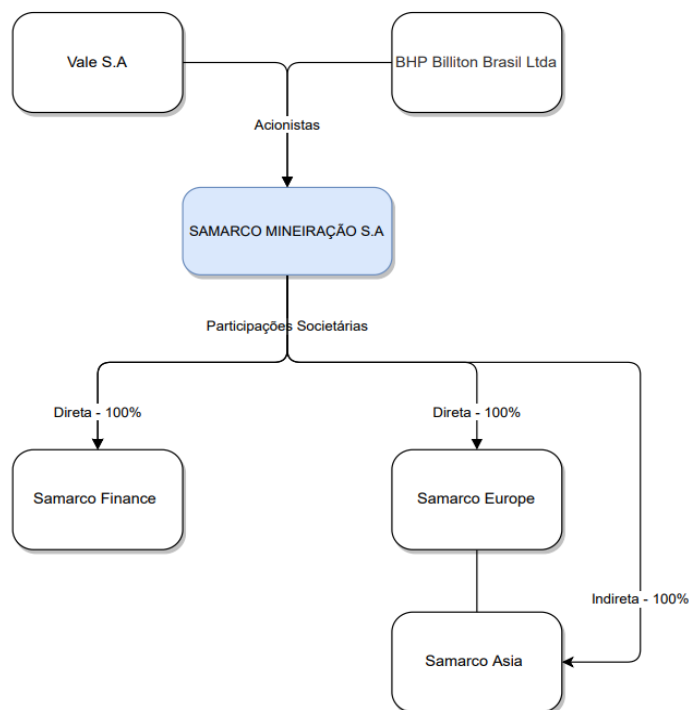 Vale S.A
BHP Billiton Brasil Ltda
Acionistas
SAMARCO MINEIRAÇÃO S.A
Participações Societárias
Direta - 100%
Direta - 100%
Samarco Finance
Samarco Europe
Indireta - 100%
Samarco Asia